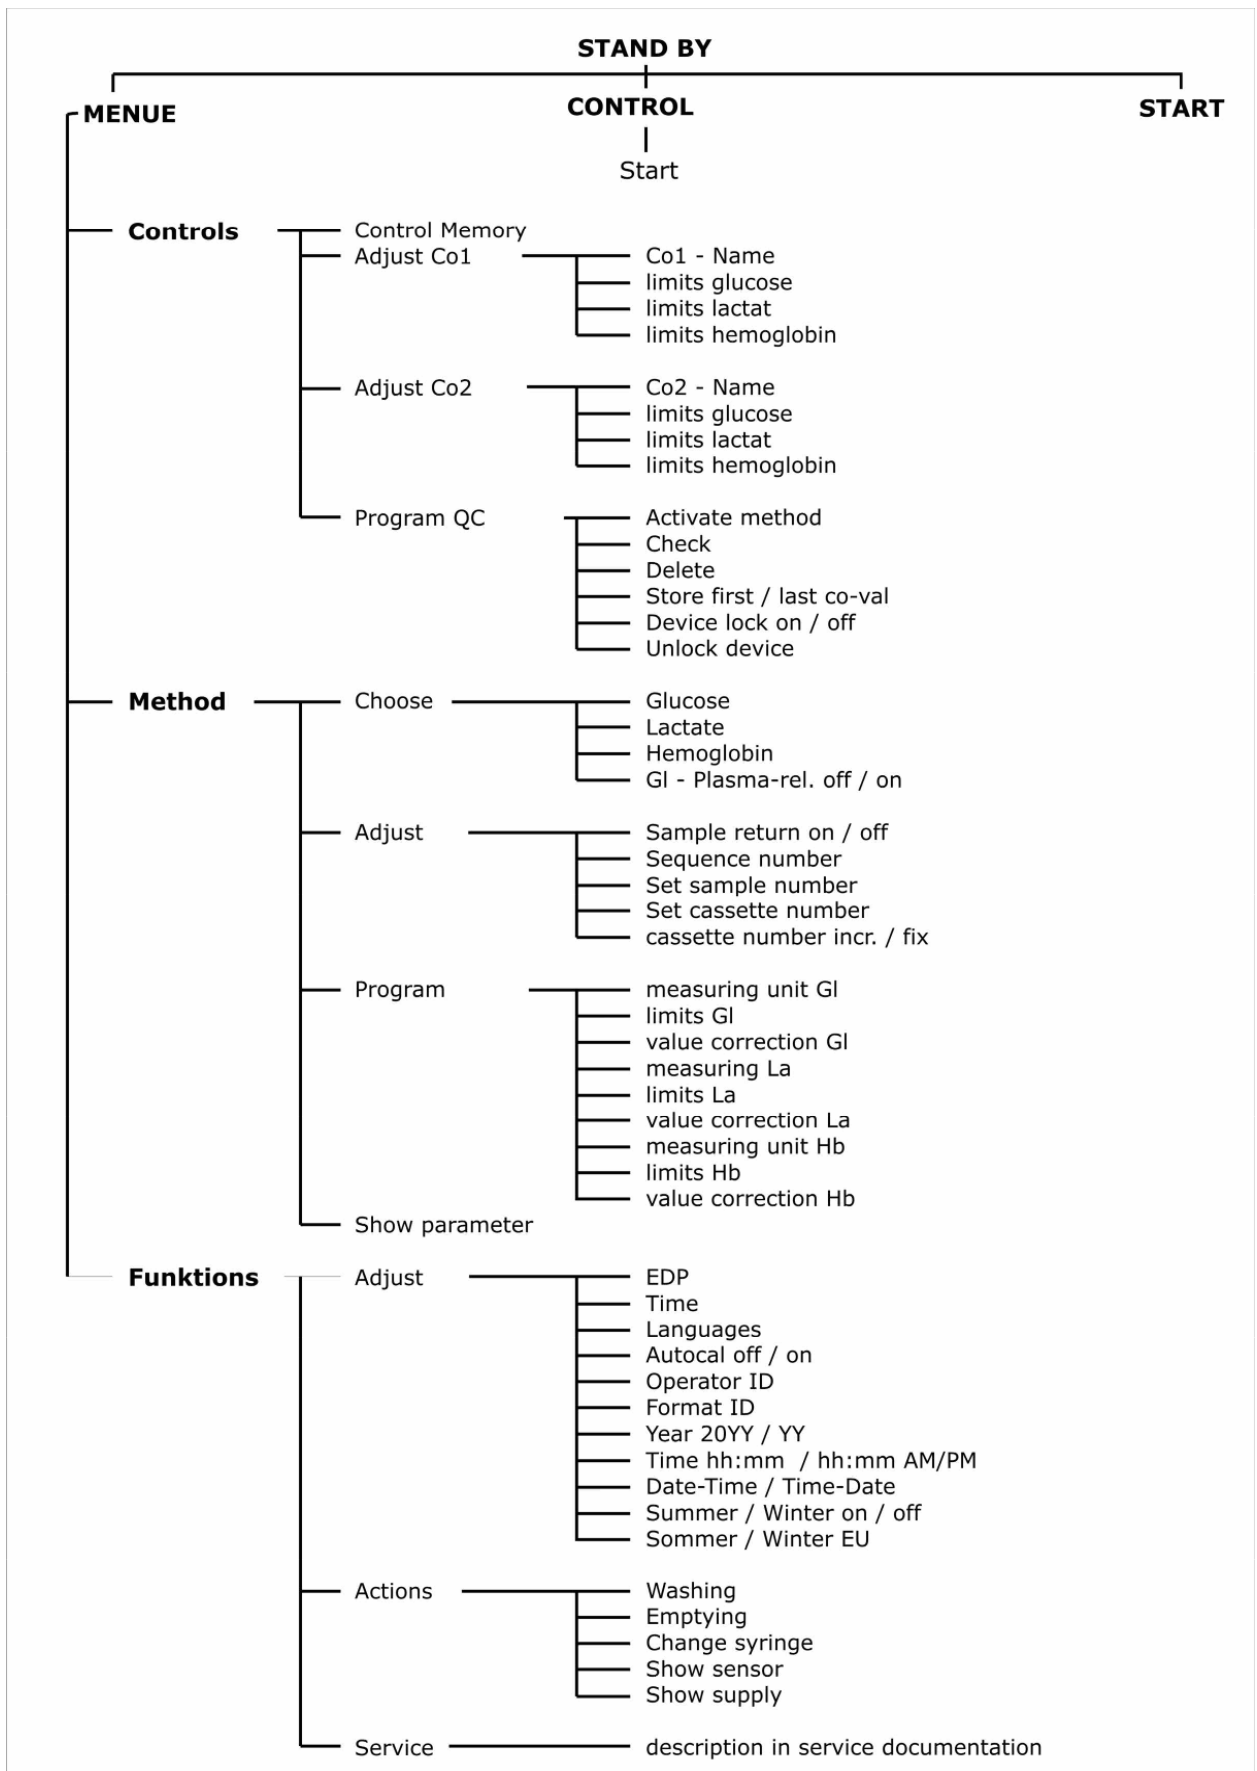 STAND BY
MENUE CONTROL START
Start
Controls Control Memory
Adjust Co1 Co1 - Name
limits glucose
limits lactat
limits hemoglobin
Adjust Co2 Co2 - Name
limits glucose
limits lactat
limits hemoglobin
Program QC Activate method
Check
Delete
Store first / last co-val
Device lock on / off
Unlock device
Method Choose Glucose
Lactate
Hemoglobin
Gl - Plasma-rel. off / on
Adjust Sample return on / off
Sequence number
Set sample number
Set cassette number
cassette number incr. / fix
Program measuring unit Gl
limits Gl
value correction Gl
measuring La
limits La
value correction La
measuring unit Hb
limits Hb
value correction Hb
Show parameter
Funktions Adjust EDP
Time
Languages
Autocal off / on
Operator ID
Format ID
Year 20YY / YY
Time hh:mm / hh:mm AM/PM
Date-Time / Time-Date
Summer / Winter on / off
Sommer / Winter EU
Actions Washing
Emptying
Change syringe
Show sensor
Show supply
Service description in service documentation